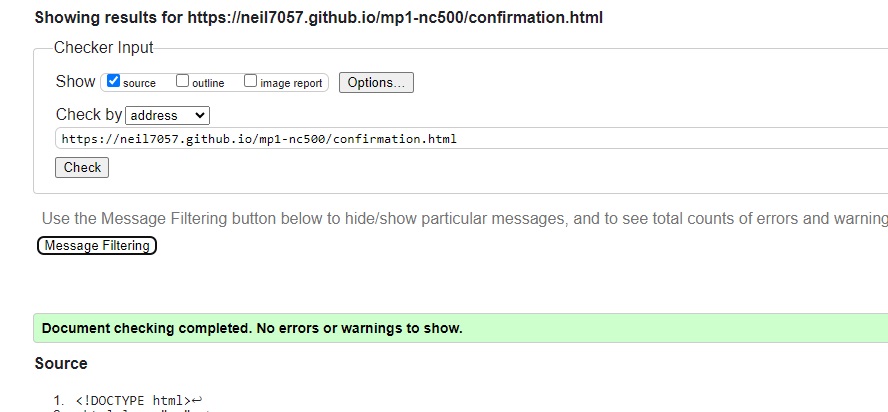 Showing results for https://neil7057.github.io/mp1-nc500/confirmation.html
Checker Input
Show source outline image report Options...
Check by address
https://neil7057.github.io/mp1-nc500/confirmation.html
Check
Use the Message Filtering button below to hide/show particular messages, and to see total counts of errors and warning
Message Filtering
Document checking completed. No errors or warnings to show.
Source
1. <!DOCTYPE html>↩